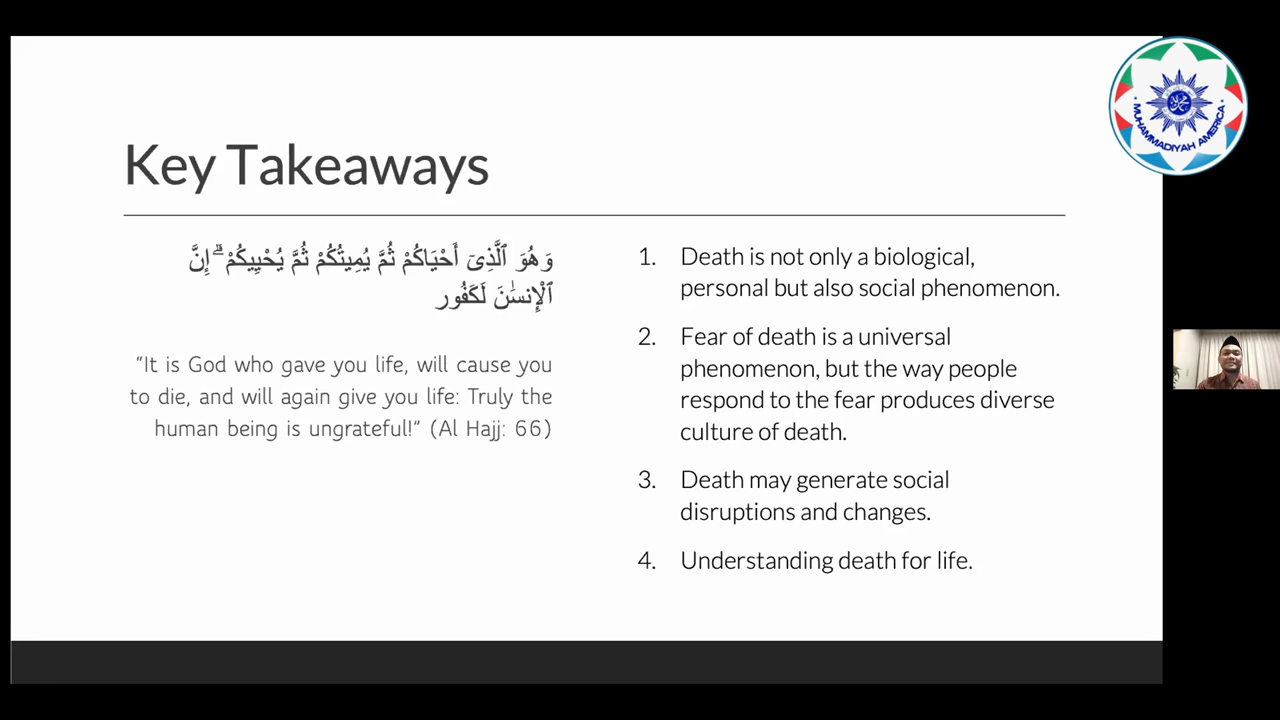 Key Takeaways
وَهُوَ ٱلَّذِىٓ أَحْيَاكُمْ ثُمَّ يُمِيتُكُمْ ثُمَّ يُحْيِيكُمْ ۗ إِنَّ
ٱلْإِنسَٰنَ لَكَفُور
“It is God who gave you life, will cause you
to die, and will again give you life: Truly the
human being is ungrateful!” (Al Hajj: 66)
1. Death is not only a biological,
personal but also social phenomenon.
2. Fear of death is a universal
phenomenon, but the way people
respond to the fear produces diverse
culture of death.
3. Death may generate social
disruptions and changes.
4. Understanding death for life.
MUHAMMADIYAH AMERICA